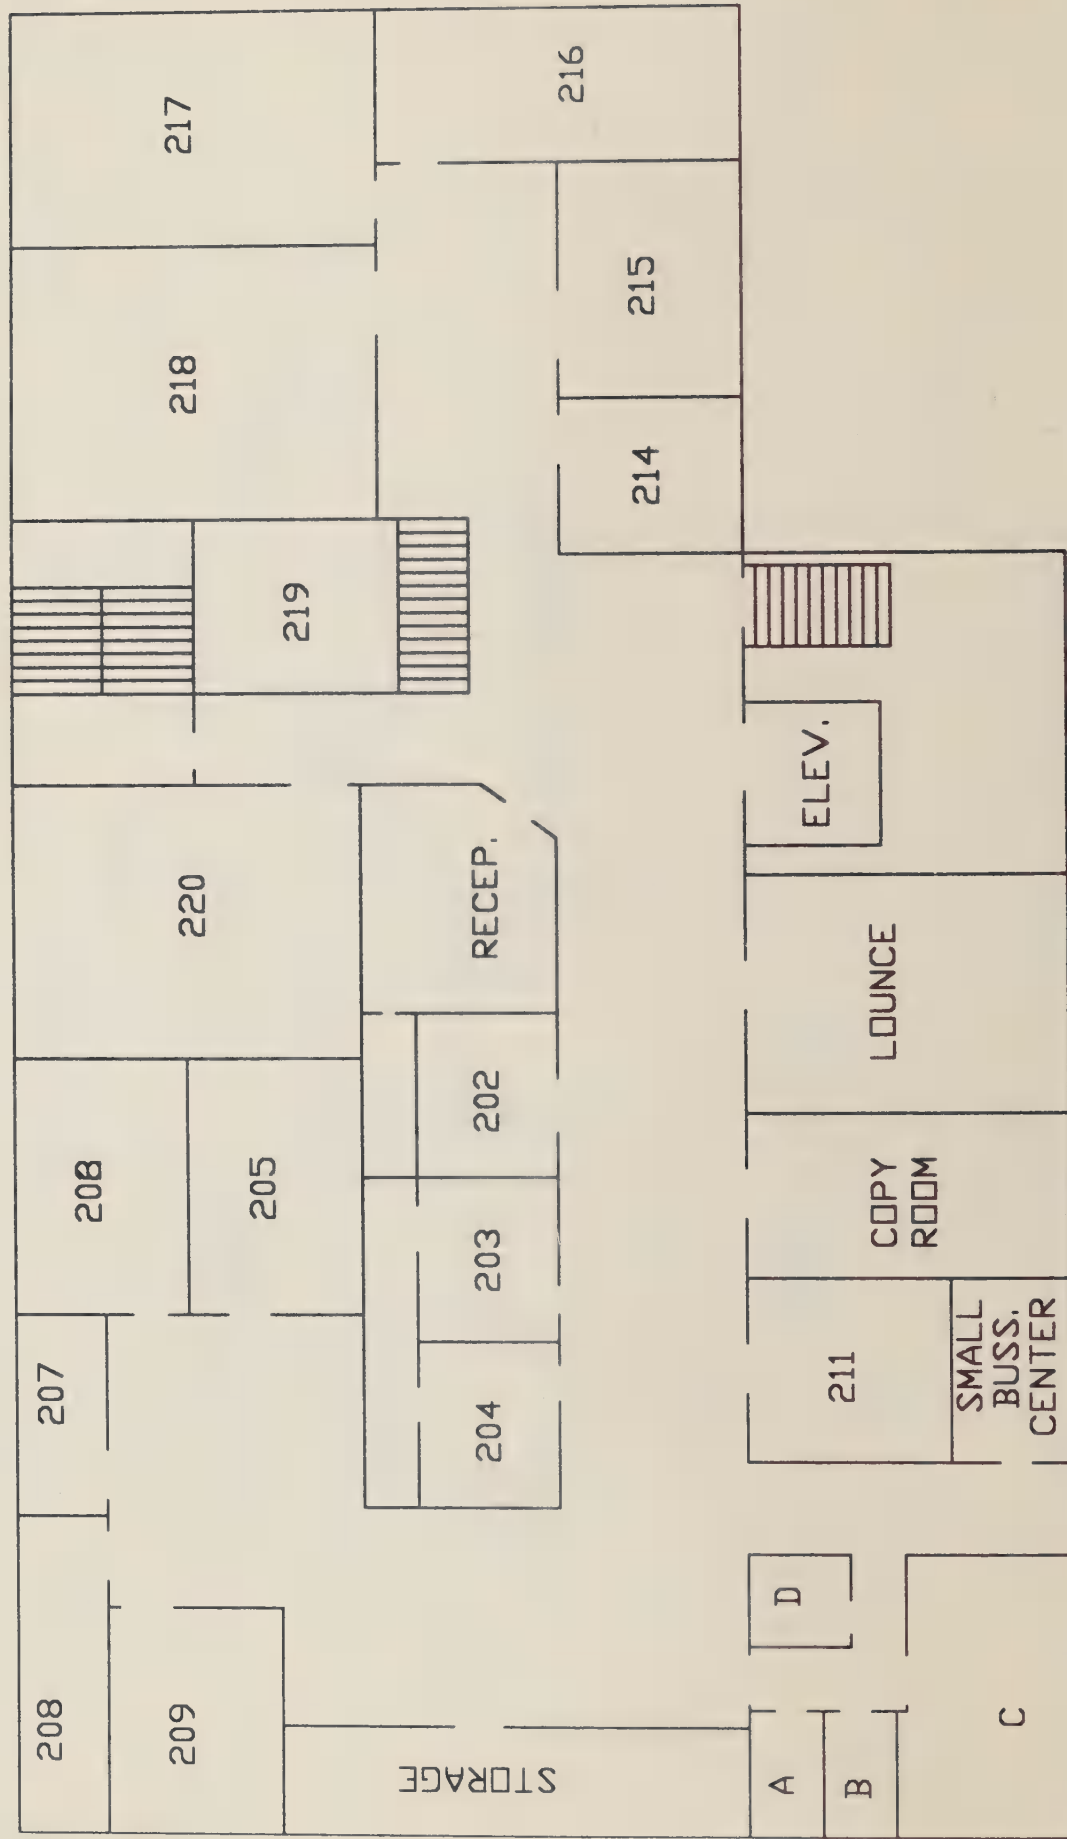 208
207
208
209
205
220
219
218
217
STORAGE
204
203
202
RECEP.
216
215
214
A
B
C
D
211
SMALL
BUSS.
CENTER
COPY
ROOM
LOUNCE
ELEV.